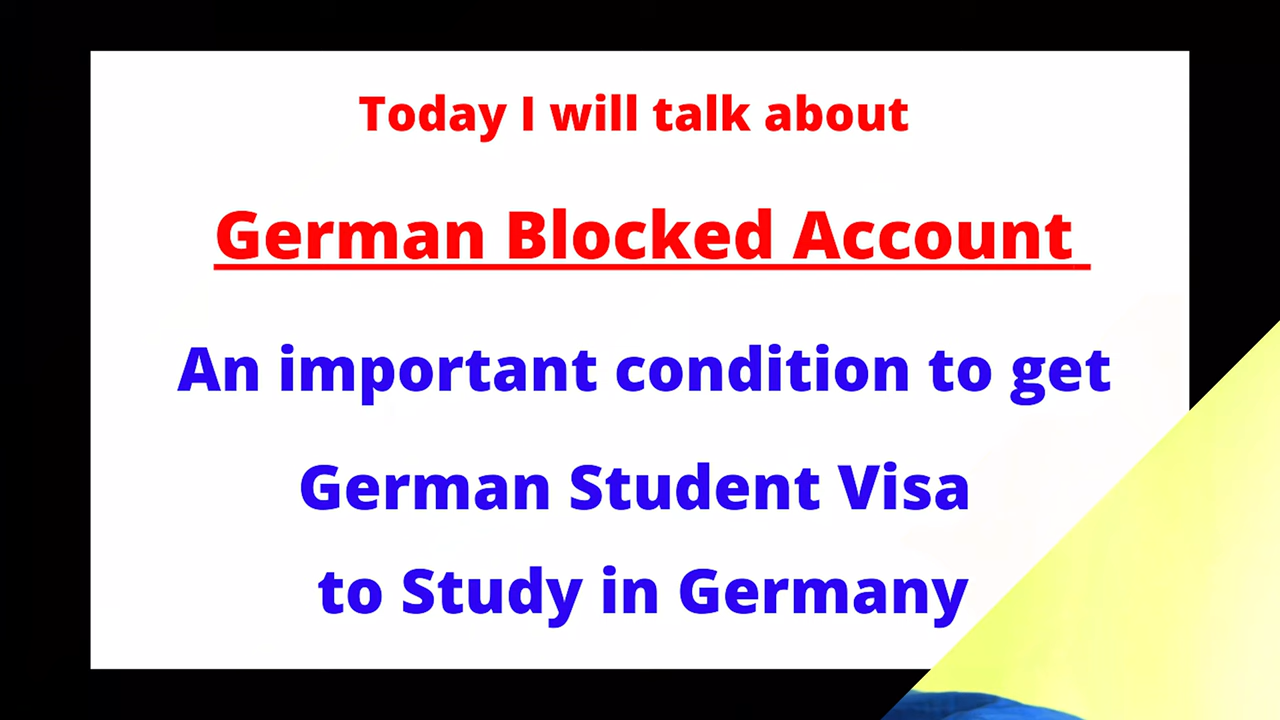 Today I will talk about
German Blocked Account
An important condition to get
German Student Visa
to Study in Germany